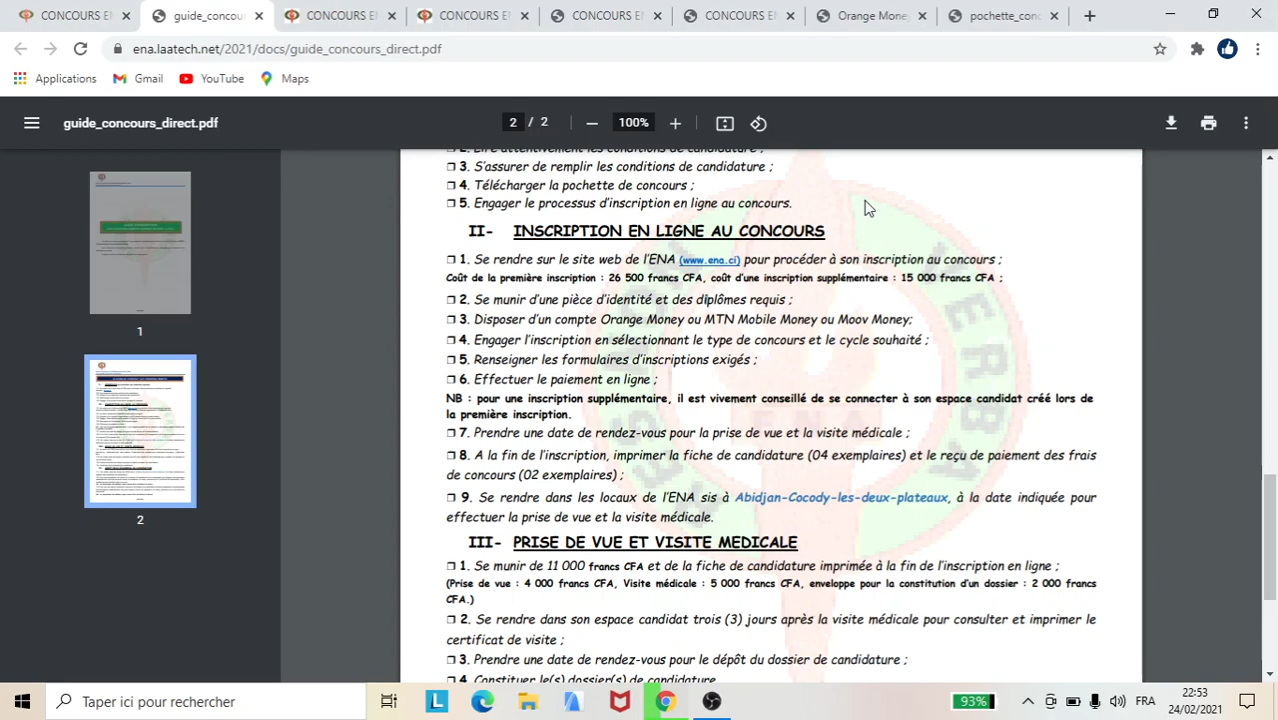 CONCOURS E
guide_concou
CONCOURS E
CONCOURS E
CONCOURS E
CONCOURS E
Orange Mone
pochette_con
ena.laatech.net/2021/docs/guide_concours_direct.pdf
Applications
Gmail
YouTube
Maps
guide_concours_direct.pdf
2 / 2
100%
1
2
2. Lire attentivement les conditions de candidature ;
3. S'assurer de remplir les conditions de candidature ;
4. Télécharger la pochette de concours ;
5. Engager le processus d'inscription en ligne au concours.
II- INSCRIPTION EN LIGNE AU CONCOURS
1. Se rendre sur le site web de l'ENA (www.ena.ci) pour procéder à son inscription au concours ;
Coût de la première inscription : 26 500 francs CFA, coût d'une inscription supplémentaire : 15 000 francs CFA ;
2. Se munir d'une pièce d'identité et des diplômes requis ;
3. Disposer d'un compte Orange Money ou MTN Mobile Money ou Moov Money;
4. Engager l'inscription en sélectionnant le type de concours et le cycle souhaité ;
5. Renseigner les formulaires d'inscriptions exigés ;
6. Effectuer le paiement en ligne ;
NB : pour une inscription supplémentaire, il est vivement conseillé de se connecter à son espace candidat créé lors de
la première inscription.
7. Prendre une date de rendez-vous pour la prise de vue et la visite médicale ;
8. A la fin de l'inscription, imprimer la fiche de candidature (04 exemplaires) et le reçu de paiement des frais
de concours (02 exemplaires) ;
9. Se rendre dans les locaux de l'ENA sis à Abidjan-Cocody-les-deux-plateaux, à la date indiquée pour
effectuer la prise de vue et la visite médicale.
III- PRISE DE VUE ET VISITE MEDICALE
1. Se munir de 11 000 francs CFA et de la fiche de candidature imprimée à la fin de l'inscription en ligne ;
(Prise de vue : 4 000 francs CFA, Visite médicale : 5 000 francs CFA, enveloppe pour la constitution d'un dossier : 2 000 francs
CFA.)
2. Se rendre dans son espace candidat trois (3) jours après la visite médicale pour consulter et imprimer le
certificat de visite ;
3. Prendre une date de rendez-vous pour le dépôt du dossier de candidature ;
4. Constituer le(s) dossier(s) de candidature
Taper ici pour rechercher
93%
FRA
22:53
24/02/2021